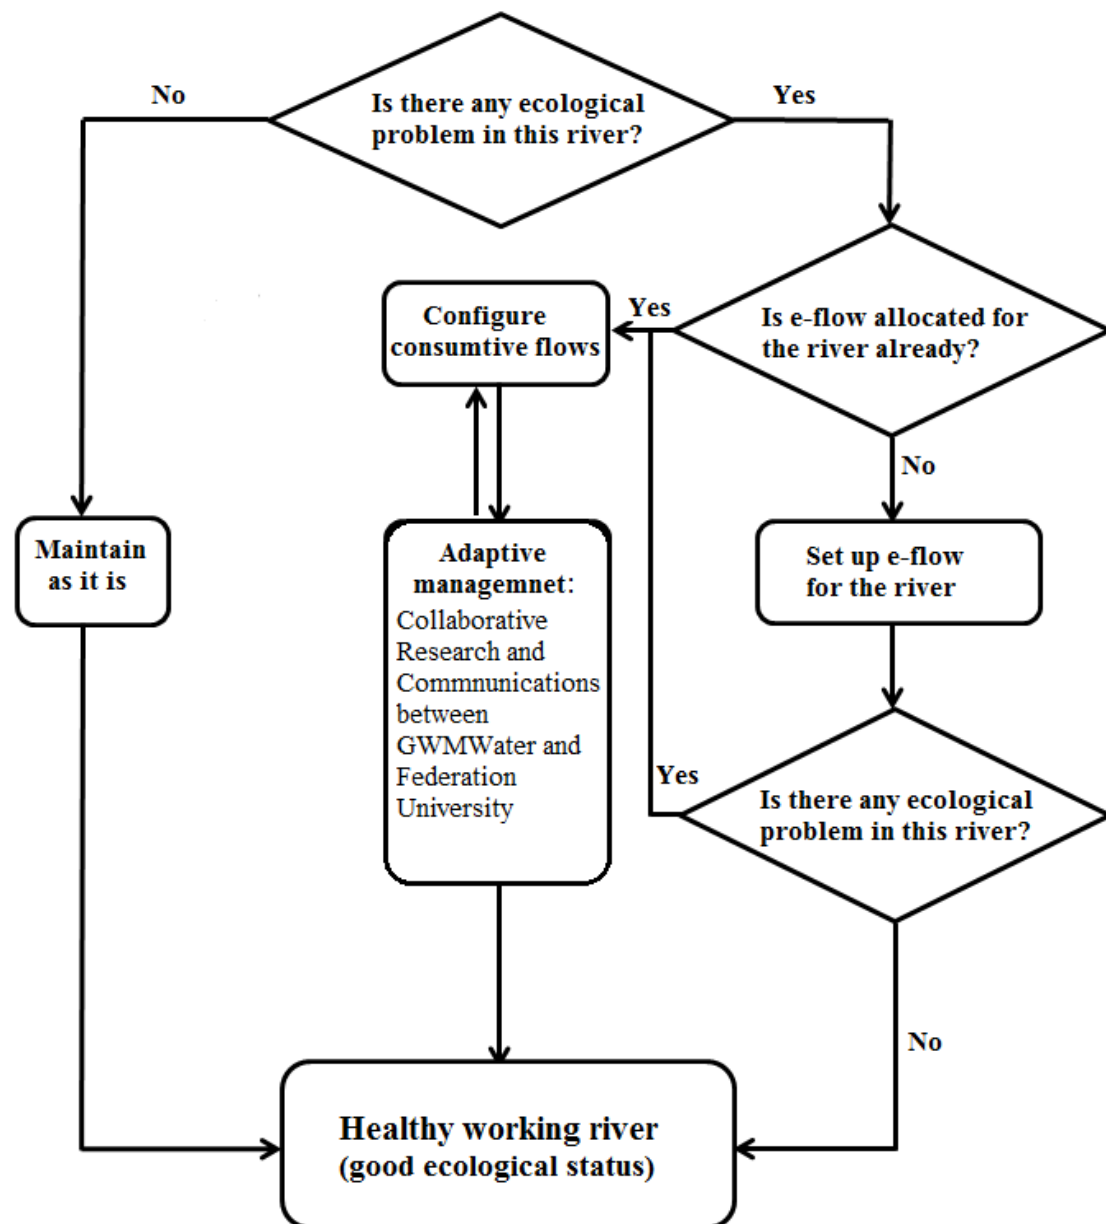 No
Is there any ecological
problem in this river?
Yes
Configure
consumtive flows
Yes
Is e-flow allocated for
the river already?
No
Maintain
as it is
Adaptive
managemnet:
Collaborative
Research and
Commnunications
between
GWMWater and
Federation
University
Set up e-flow
for the river
Yes
Is there any ecological
problem in this river?
No
Healthy working river
(good ecological status)